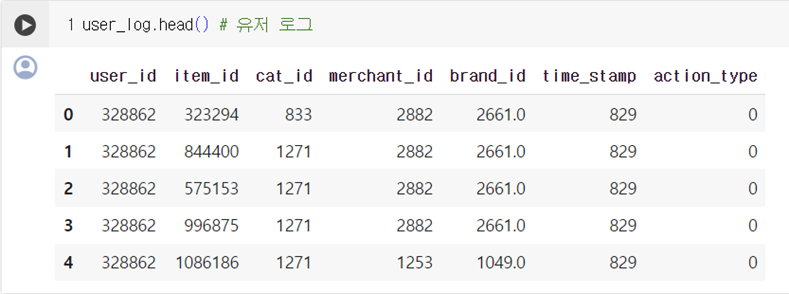 1 user_log.head() # 유저 로그
user_id item_id cat_id merchant_id brand_id time_stamp action_type
0 328862 323294 833 2882 2661.0 829 0
1 328862 844400 1271 2882 2661.0 829 0
2 328862 575153 1271 2882 2661.0 829 0
3 328862 996875 1271 2882 2661.0 829 0
4 328862 1086186 1271 1253 1049.0 829 0